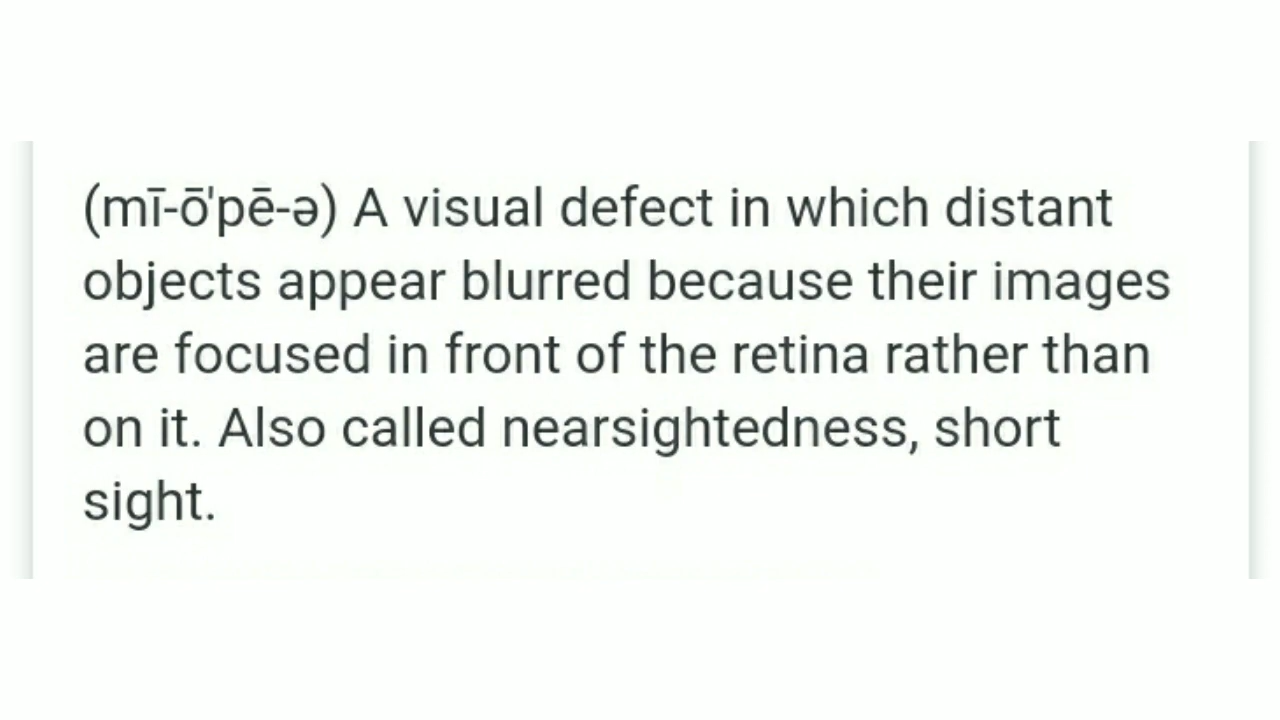 (mī-ō'pē-ə) A visual defect in which distant
objects appear blurred because their images
are focused in front of the retina rather than
on it. Also called nearsightedness, short
sight.